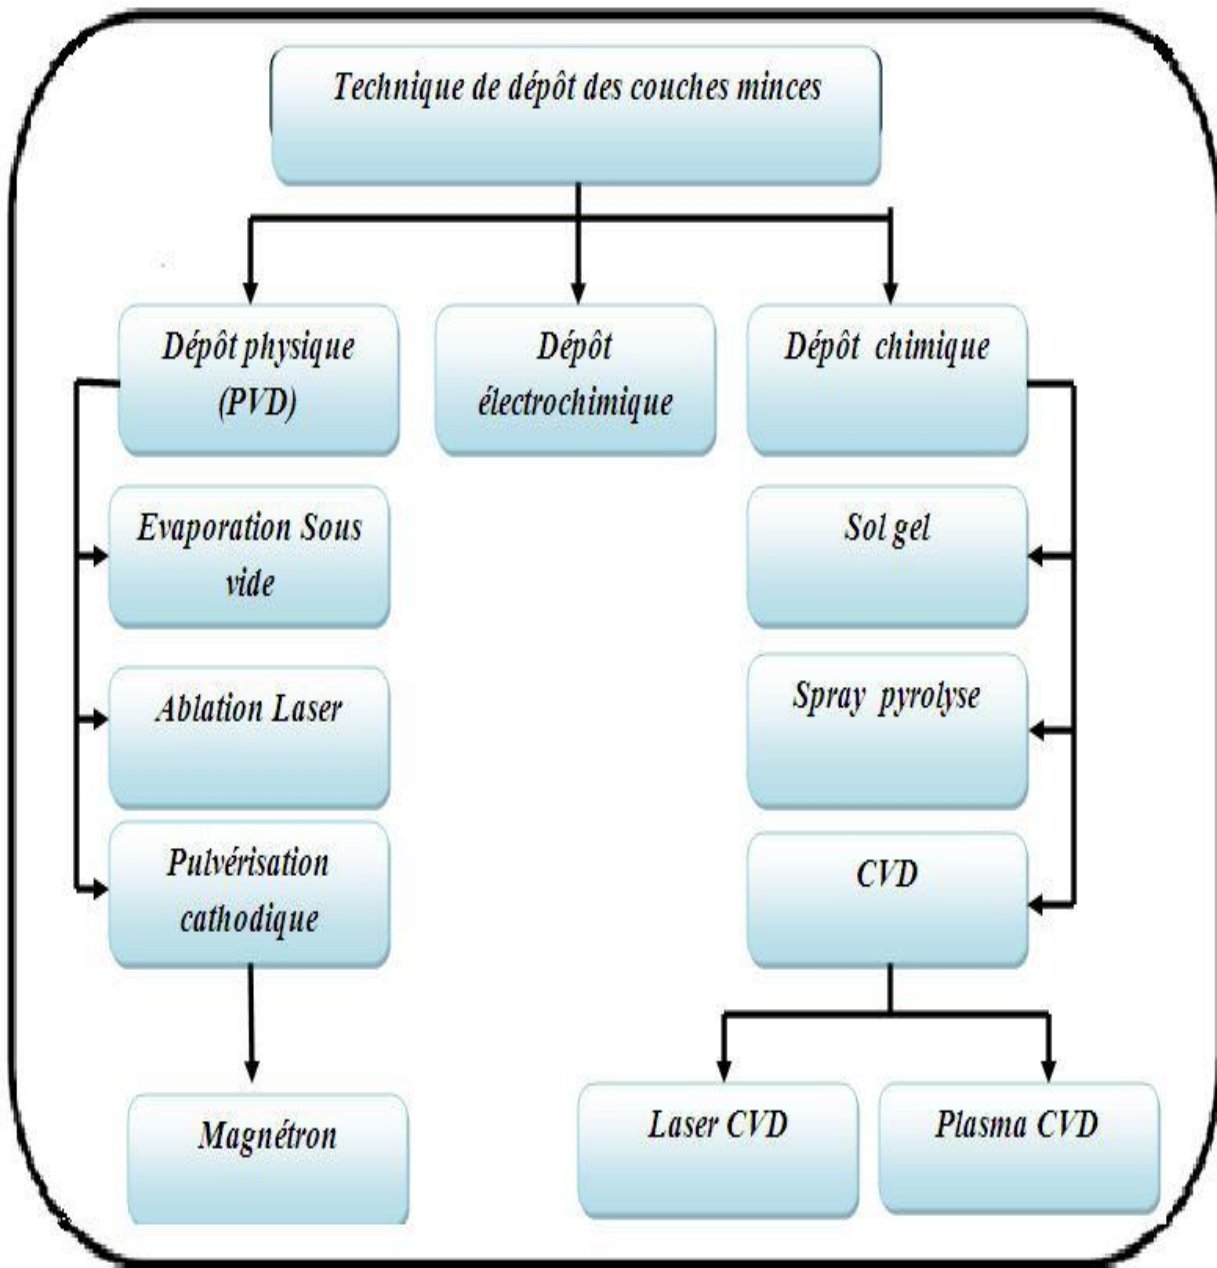 Technique de dépôt des couches minces
Dépôt physique
(PVD)
Dépôt
électrochimique
Dépôt chimique
Evaporation Sous
vide
Sol gel
Ablation Laser
Spray pyrolyse
Pulvérisation
cathodique
CVD
Magnétron
Laser CVD
Plasma CVD